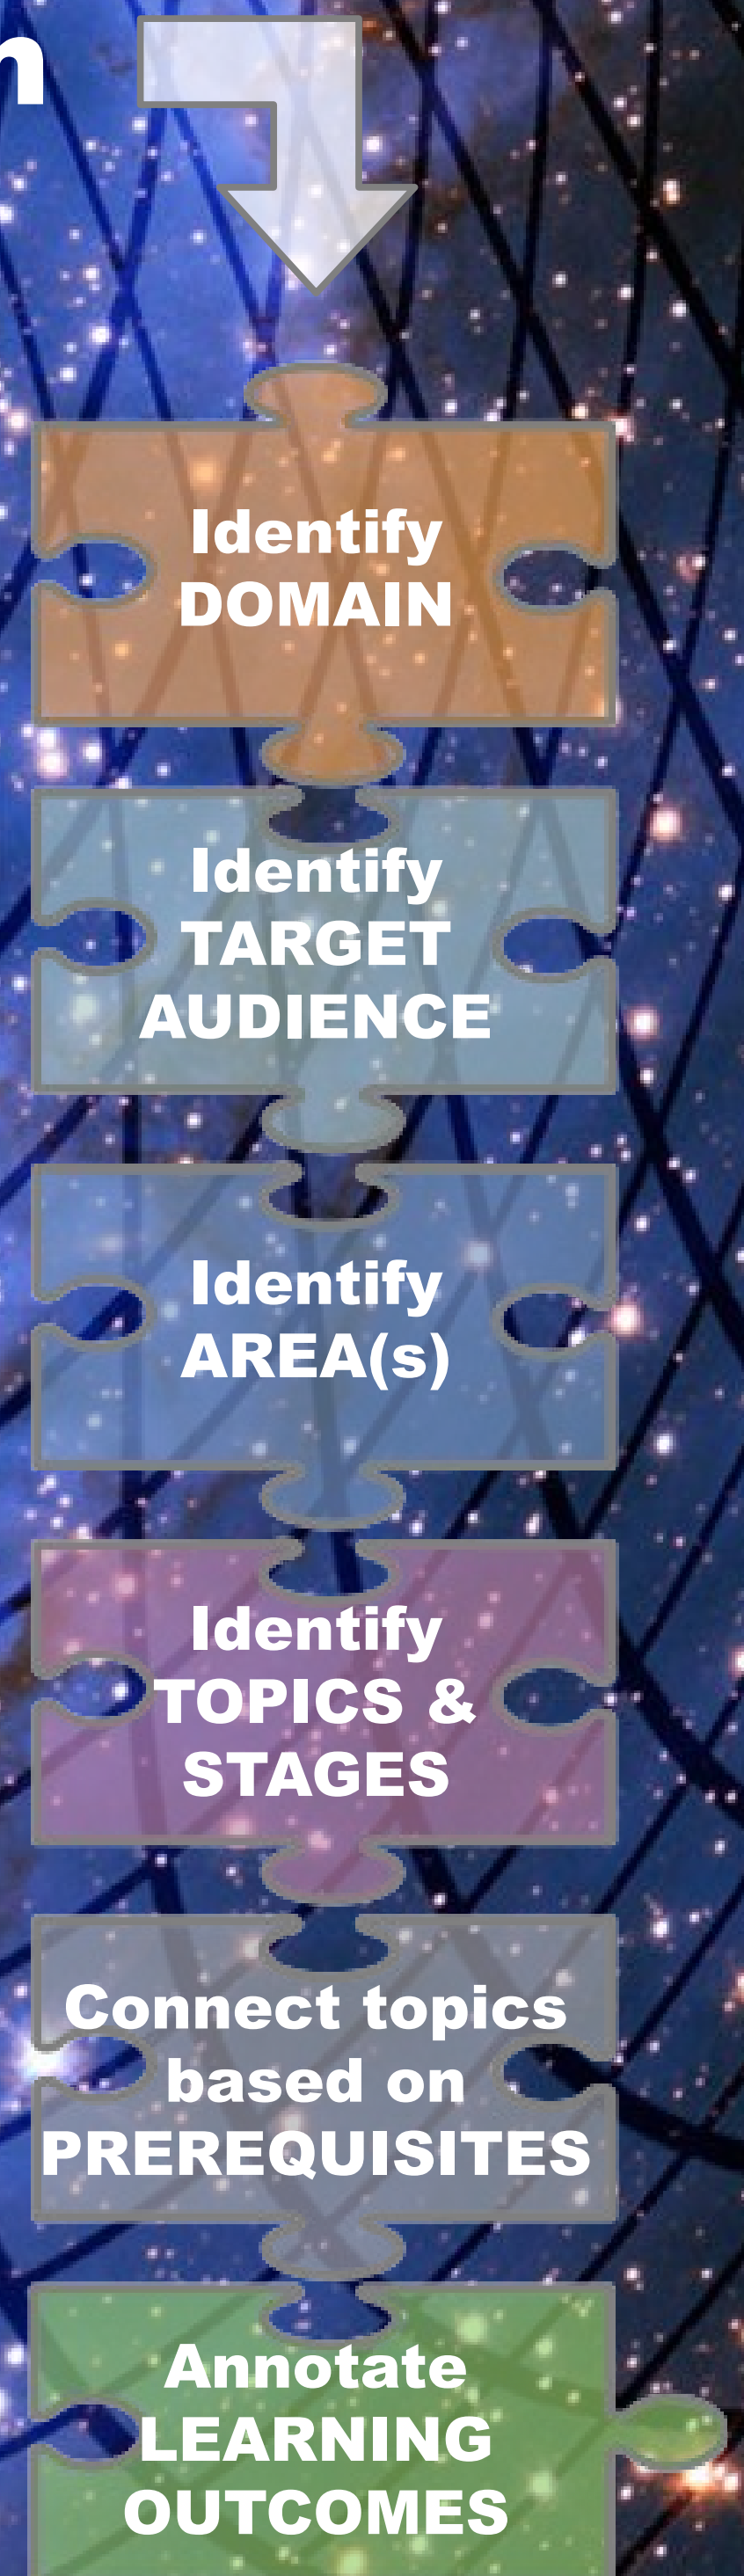 n
Identify
DOMAIN
Identify
TARGET
AUDIENCE
Identify
AREA(s)
Identify
TOPICS &
STAGES
Connect topics
based on
PREREQUISITES
Annotate
LEARNING
OUTCOMES